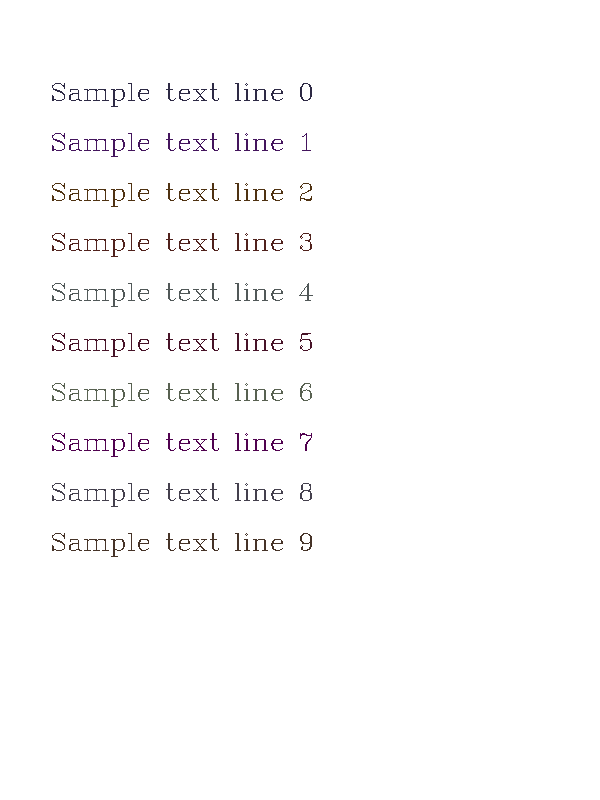 Sample text line 0
Sample text line 1
Sample text line 2
Sample text line 3
Sample text line 4
Sample text line 5
Sample text line 6
Sample text line 7
Sample text line 8
Sample text line 9